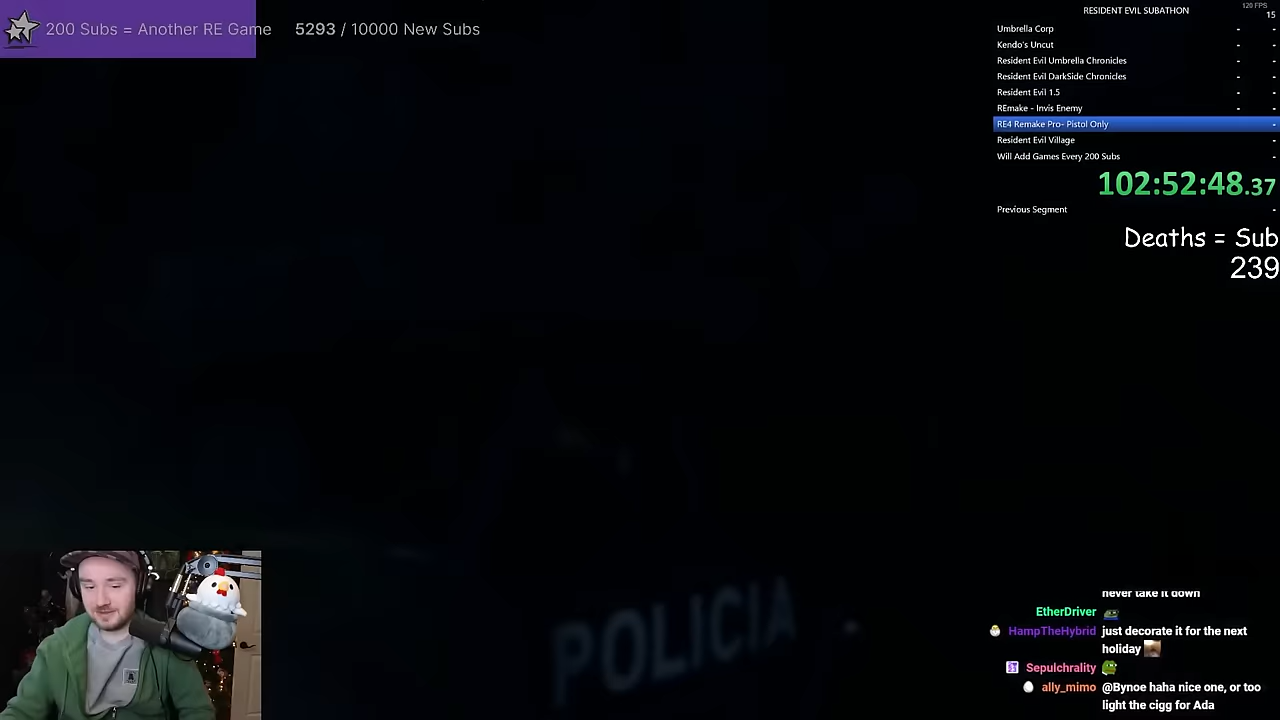 200 Subs = Another RE Game 5293 / 10000 New Subs
RESIDENT EVIL SUBATHON
120 FPS
15
Umbrella Corp - -
Kendo's Uncut - -
Resident Evil Umbrella Chronicles - -
Resident Evil DarkSide Chronicles - -
Resident Evil 1.5 - -
REmake - Invis Enemy - -
RE4 Remake Pro- Pistol Only -
Resident Evil Village -
Will Add Games Every 200 Subs -
102:52:48.37
Previous Segment -
Deaths = Sub
239
POLICIA
never take it down
EtherDriver
HampTheHybrid just decorate it for the next
holiday
Sepulchrality
ally_mimo @Bynoe haha nice one, or too
light the cigg for Ada